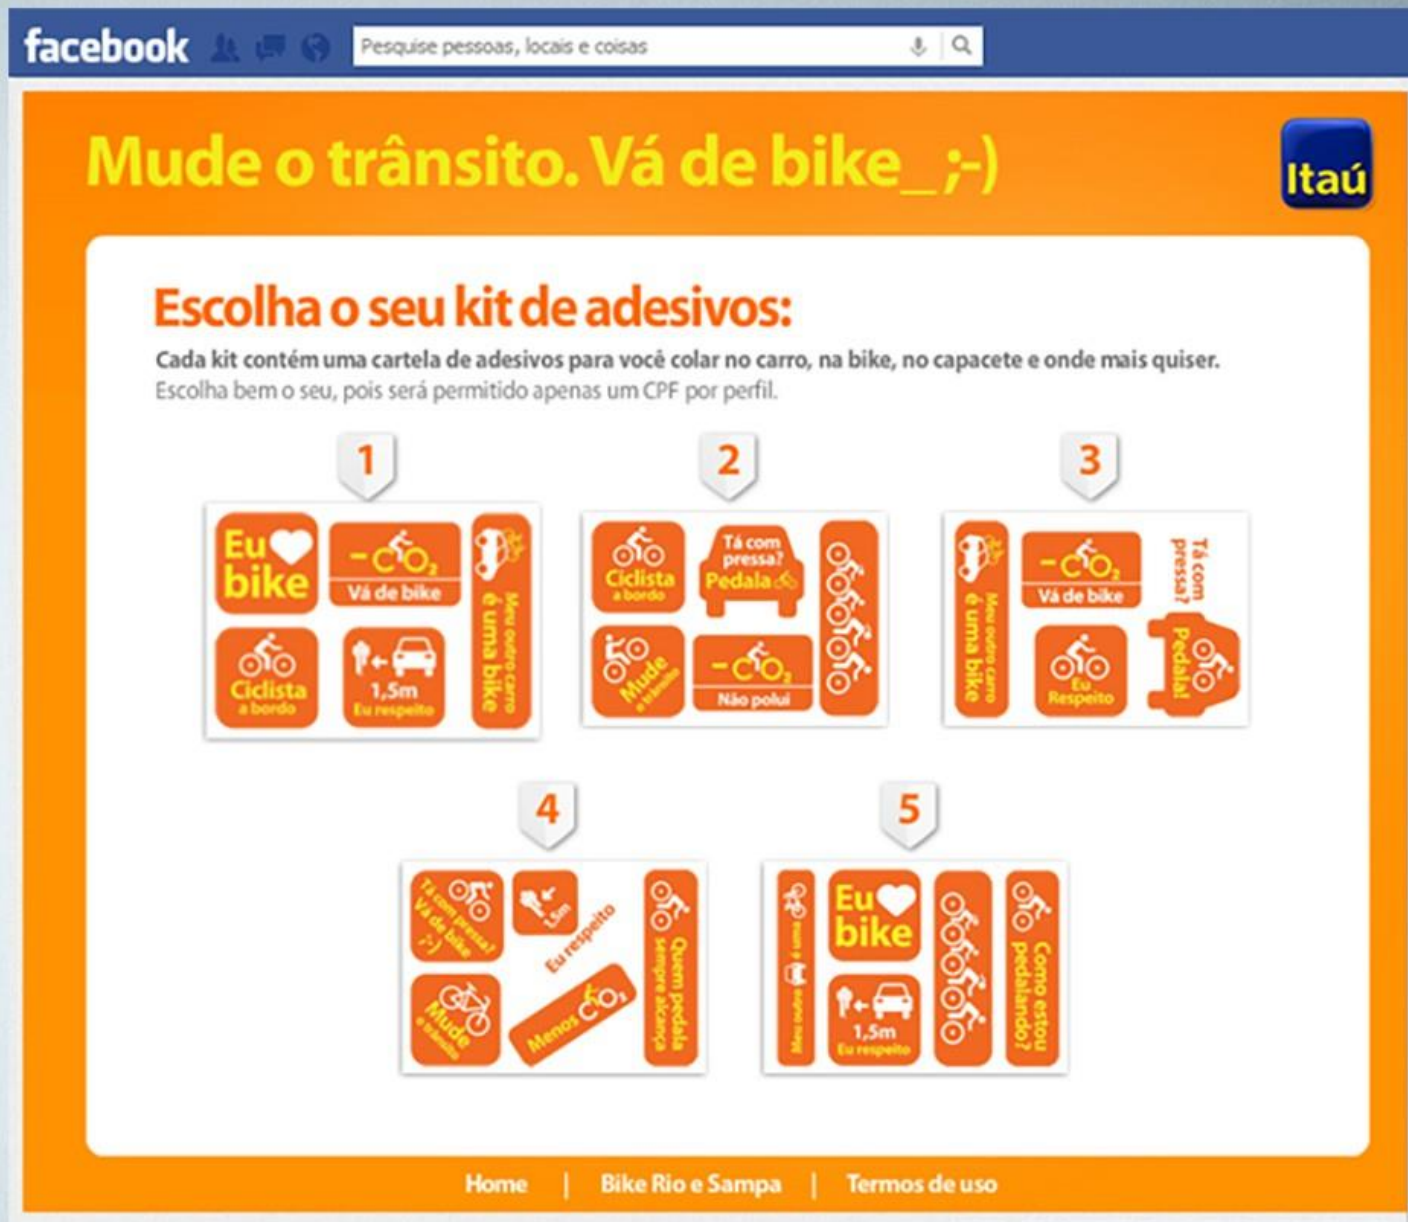 facebook
Pesquise pessoas, locais e coisas
Mude o trânsito. Vá de bike_ ;-)
Itaú
Escolha o seu kit de adesivos:
Cada kit contém uma cartela de adesivos para você colar no carro, na bike, no capacete e onde mais quiser.
Escolha bem o seu, pois será permitido apenas um CPF por perfil.
1
Eu
bike
- CO2
Vá de bike
Meu outro carro
é uma bike
Ciclista
a bordo
1,5m
Eu respeito
2
Ciclista
a bordo
Tá com
pressa?
Pedala
Mude
o trânsito
- CO2
Não polui
3
Meu outro carro
é uma bike
- CO2
Vá de bike
Eu
Respeito
Tá com
pressa?
Pedala!
4
Tá com pressa?
Vá de bike
;-)
1,5m
Eu respeito
Mude
o trânsito
Menos CO2
Quem pedala
sempre alcança
5
Meu outro é uma
Eu
bike
1,5m
Eu respeito
Como estou
pedalando?
Home | Bike Rio e Sampa | Termos de uso